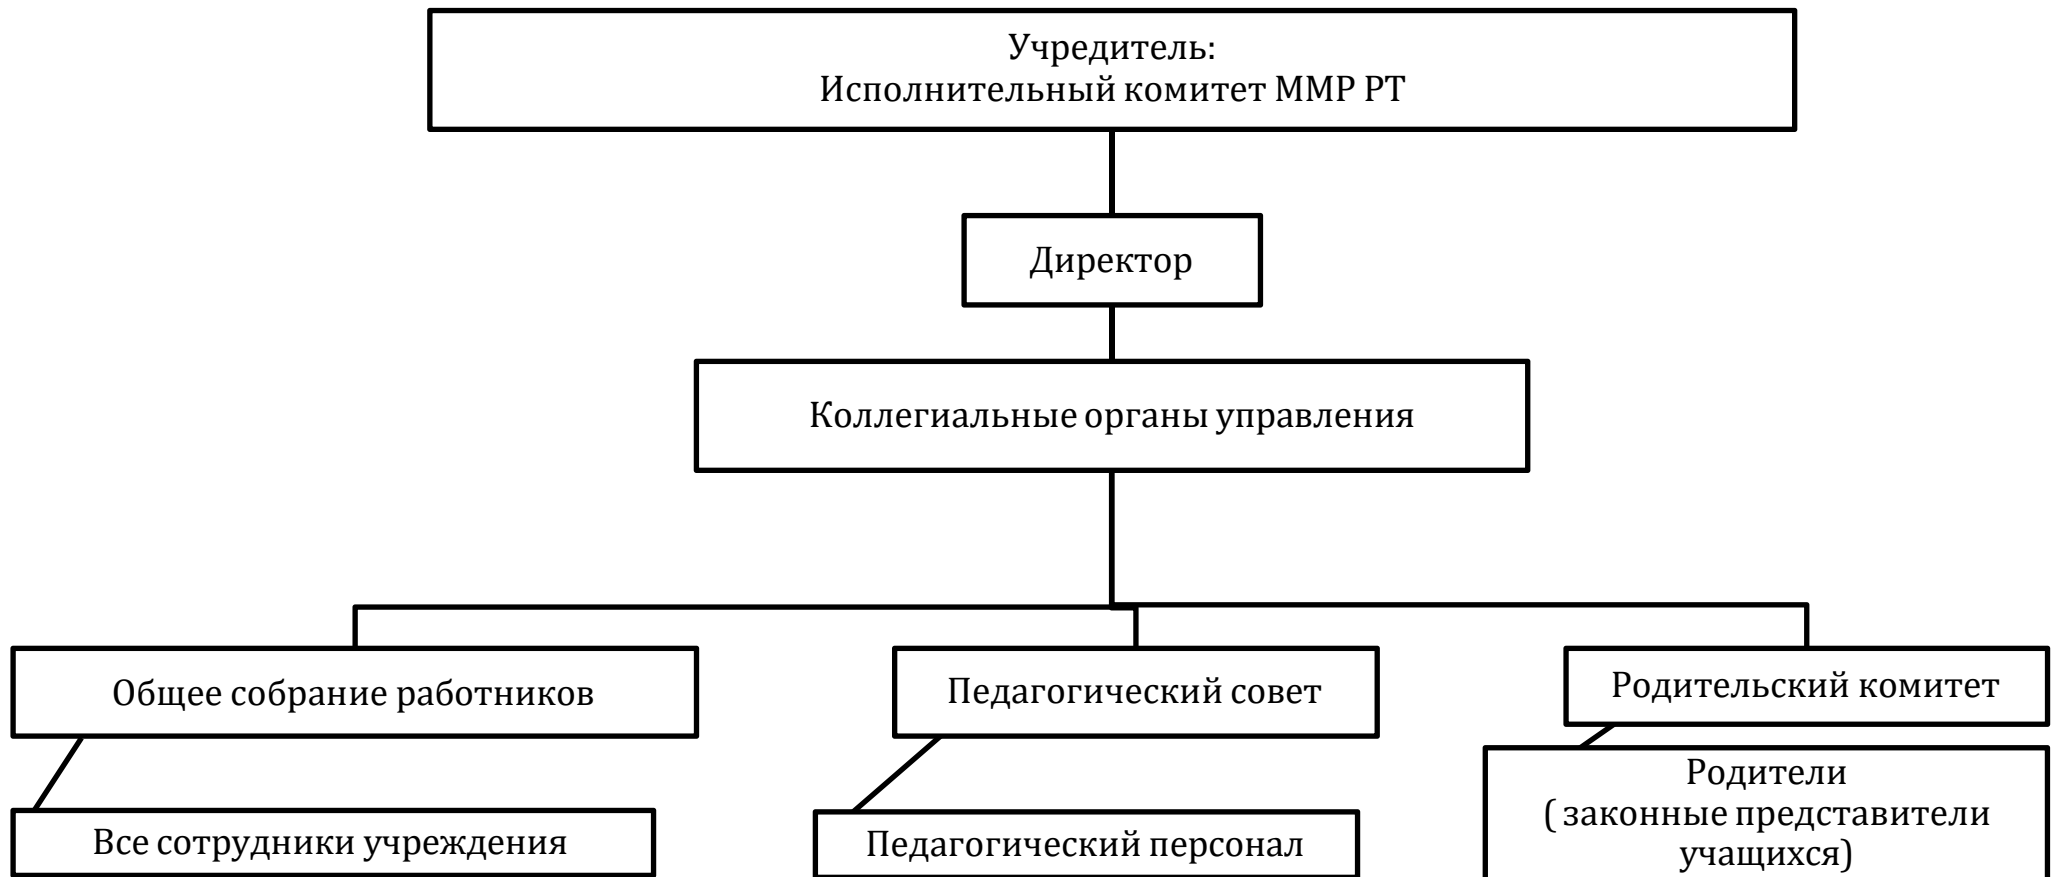 Учредитель:
Исполнительный комитет ММР РТ
Директор
Коллегиальные органы управления
Общее собрание работников
Педагогический совет
Родительский комитет
Все сотрудники учреждения
Педагогический персонал
Родители
( законные представители
учащихся)